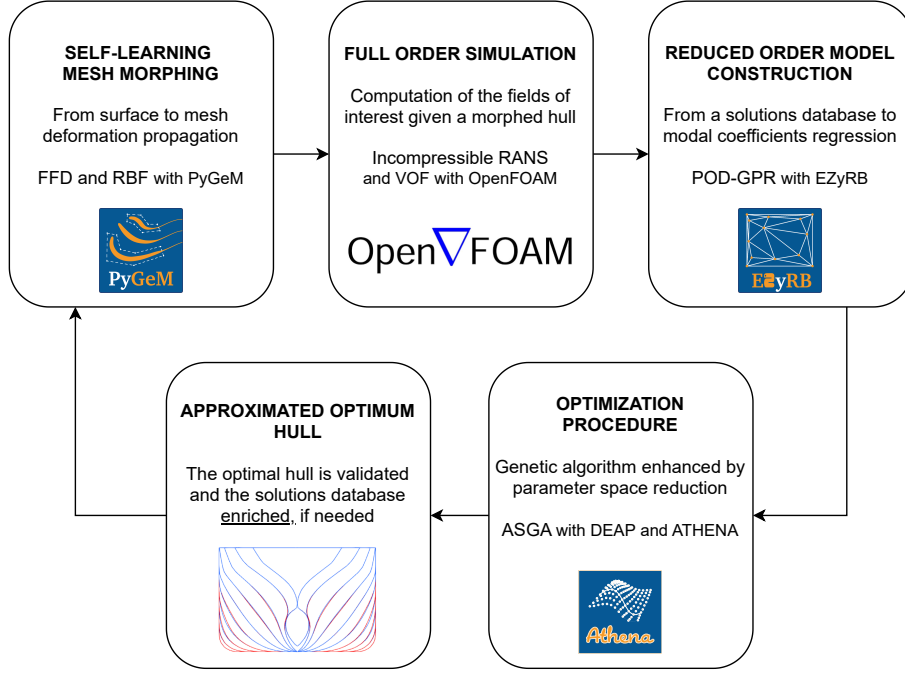 SELF-LEARNING
MESH MORPHING
From surface to mesh
deformation propagation
FFD and RBF with PyGeM
PyGeM
FULL ORDER SIMULATION
Computation of the fields of
interest given a morphed hull
Incompressible RANS
and VOF with OpenFOAM
Open∇FOAM
REDUCED ORDER MODEL
CONSTRUCTION
From a solutions database to
modal coefficients regression
POD-GPR with EZyRB
EZyRB
OPTIMIZATION
PROCEDURE
Genetic algorithm enhanced by
parameter space reduction
ASGA with DEAP and ATHENA
Athena
APPROXIMATED OPTIMUM
HULL
The optimal hull is validated
and the solutions database
enriched, if needed